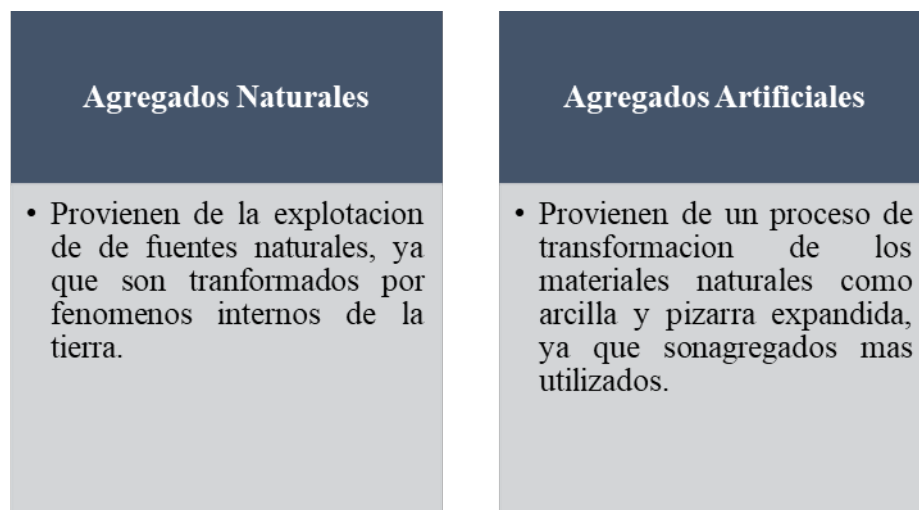 Agregados Naturales
• Provienen de la explotacion
de de fuentes naturales, ya
que son tranformados por
fenomenos internos de la
tierra.
Agregados Artificiales
• Provienen de un proceso de
transformacion de los
materiales naturales como
arcilla y pizarra expandida,
ya que sonagregados mas
utilizados.